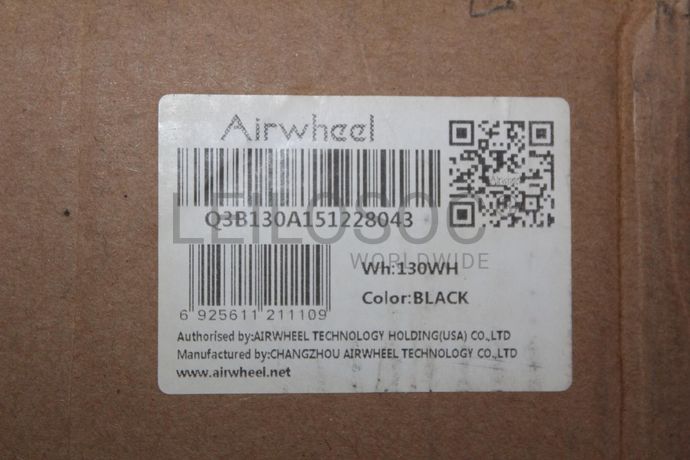 Airwheel
Q3B130A151228043
LEILOSOC
WORLDWIDE
Wh:130WH
Color:BLACK
6 925611 211109
Authorised by:AIRWHEEL TECHNOLOGY HOLDING(USA) CO.,LTD
Manufactured by:CHANGZHOU AIRWHEEL TECHNOLOGY CO.,LTD
www.airwheel.net